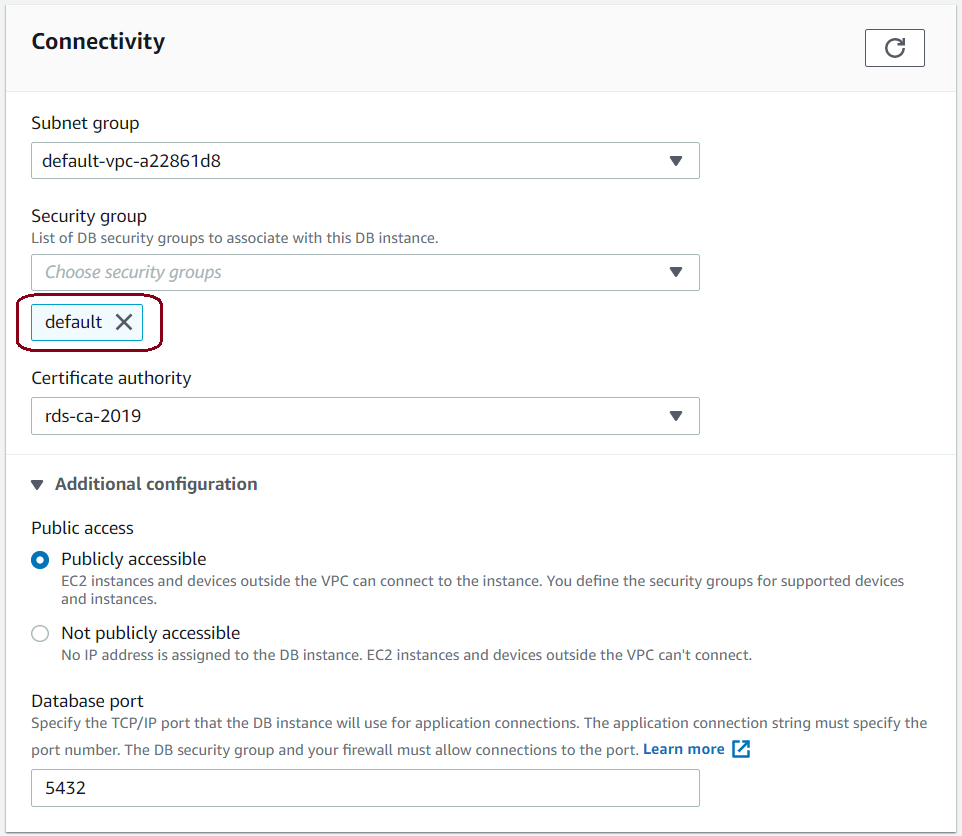 Connectivity
Subnet group
default-vpc-a22861d8
Security group
List of DB security groups to associate with this DB instance.
Choose security groups
default
Certificate authority
rds-ca-2019
Additional configuration
Public access
Publicly accessible
EC2 instances and devices outside the VPC can connect to the instance. You define the security groups for supported devices
and instances.
Not publicly accessible
No IP address is assigned to the DB instance. EC2 instances and devices outside the VPC can't connect.
Database port
Specify the TCP/IP port that the DB instance will use for application connections. The application connection string must specify the
port number. The DB security group and your firewall must allow connections to the port. Learn more
5432